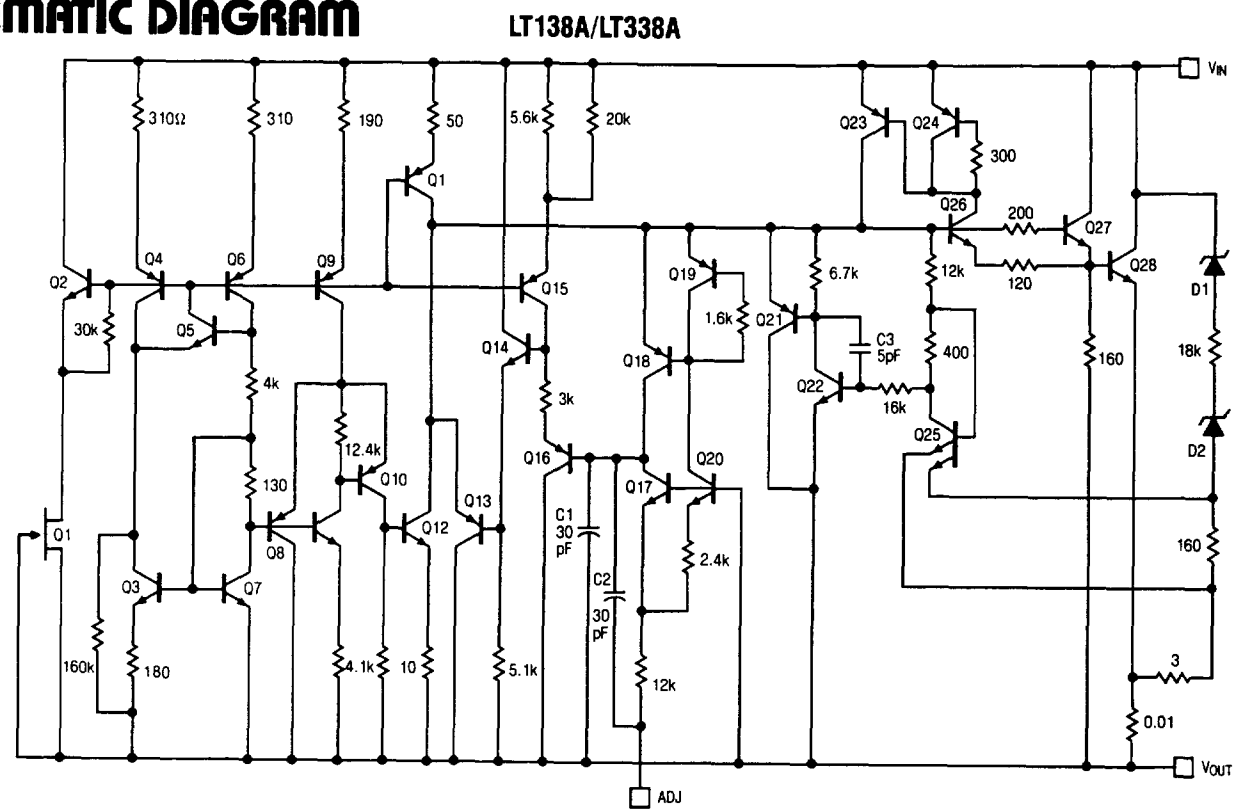 EMATIC DIAGRAM
LT138A/LT338A
VIN
310Ω
310
190
50
5.6k
20k
Q23
Q24
300
Q1
Q26
200
Q27
Q2
Q4
Q6
Q9
Q15
Q19
Q21
6.7k
12k
120
Q28
D1
30k
Q5
Q14
1.6k
C3
5pF
400
160
18k
Q18
4k
3k
Q22
16k
D2
12.4k
Q25
Q16
Q20
Q10
Q17
130
Q13
C1
30
pF
Q1
Q8
Q12
160
2.4k
Q3
Q7
C2
30
pF
160k
180
4.1k
10
5.1k
12k
3
0.01
VOUT
ADJ